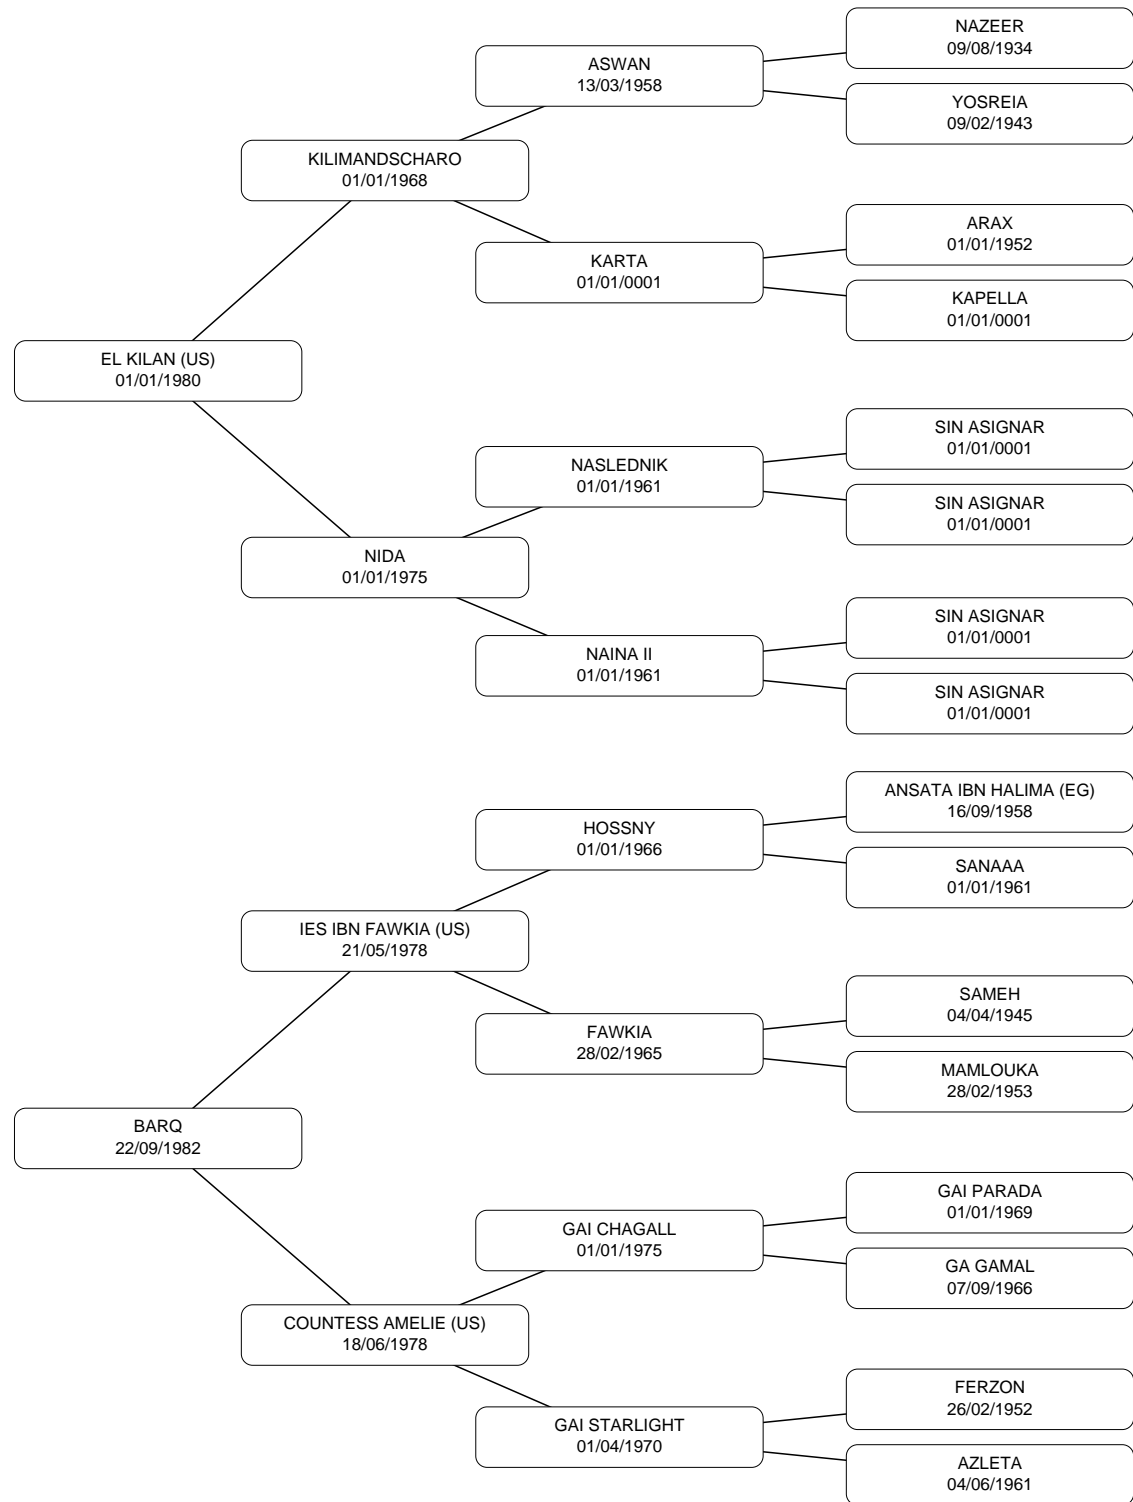 NAZEER
09/08/1934
ASWAN
13/03/1958
YOSREIA
09/02/1943
KILIMANDSCHARO
01/01/1968
ARAX
01/01/1952
KARTA
01/01/0001
KAPELLA
01/01/0001
EL KILAN (US)
01/01/1980
SIN ASIGNAR
01/01/0001
NASLEDNIK
01/01/1961
SIN ASIGNAR
01/01/0001
NIDA
01/01/1975
SIN ASIGNAR
01/01/0001
NAINA II
01/01/1961
SIN ASIGNAR
01/01/0001
ANSATA IBN HALIMA (EG)
16/09/1958
HOSSNY
01/01/1966
SANAAA
01/01/1961
IES IBN FAWKIA (US)
21/05/1978
SAMEH
04/04/1945
FAWKIA
28/02/1965
MAMLOUKA
28/02/1953
BARQ
22/09/1982
GAI PARADA
01/01/1969
GAI CHAGALL
01/01/1975
GA GAMAL
07/09/1966
COUNTESS AMELIE (US)
18/06/1978
FERZON
26/02/1952
GAI STARLIGHT
01/04/1970
AZLETA
04/06/1961